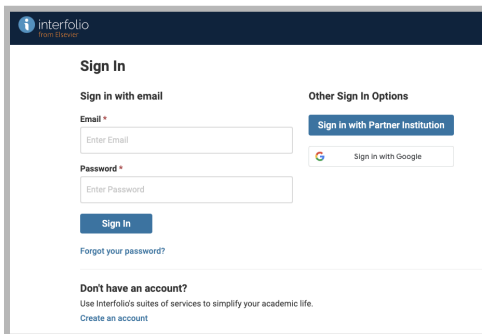 interfolio
from Elsevier
Sign In
Sign in with email
Email *
Enter Email
Password *
Enter Password
Sign In
Forgot your password?
Other Sign In Options
Sign in with Partner Institution
Sign in with Google
Don't have an account?
Use Interfolio's suites of services to simplify your academic life.
Create an account